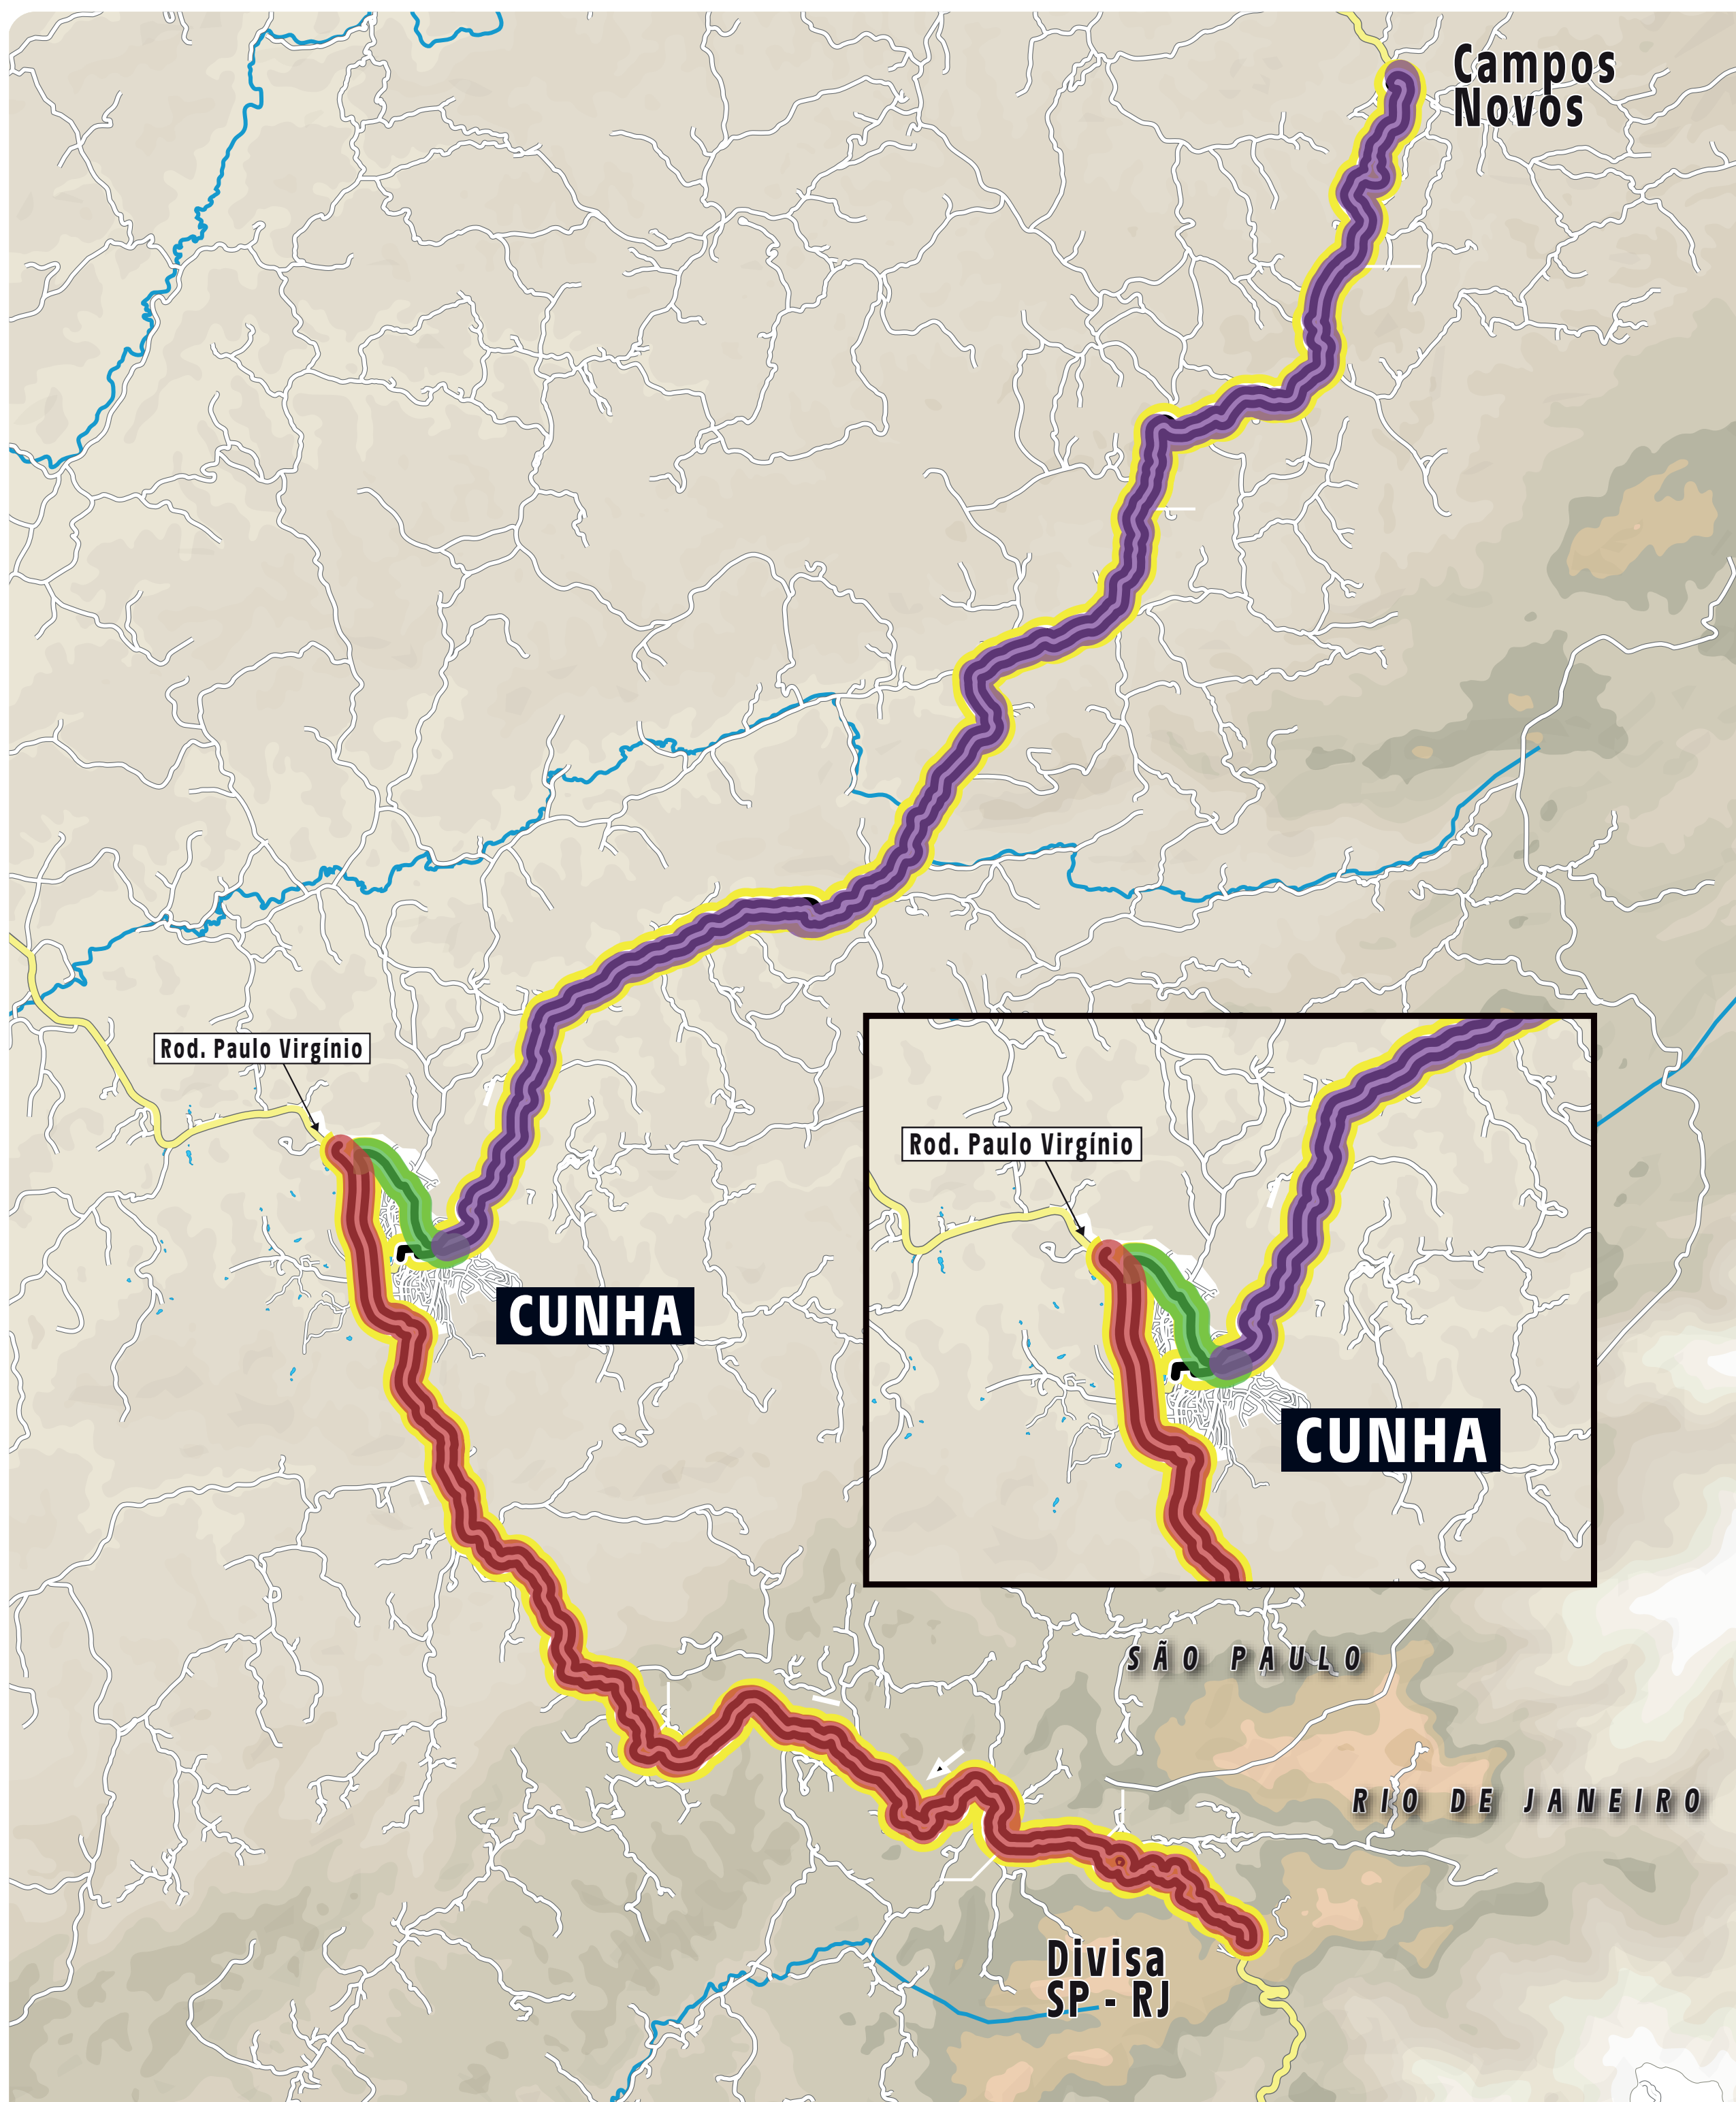 Campos
Novos
Rod. Paulo Virgínio
CUNHA
Rod. Paulo Virgínio
CUNHA
SÃO PAULO
RIO DE JANEIRO
Divisa
SP - RJ